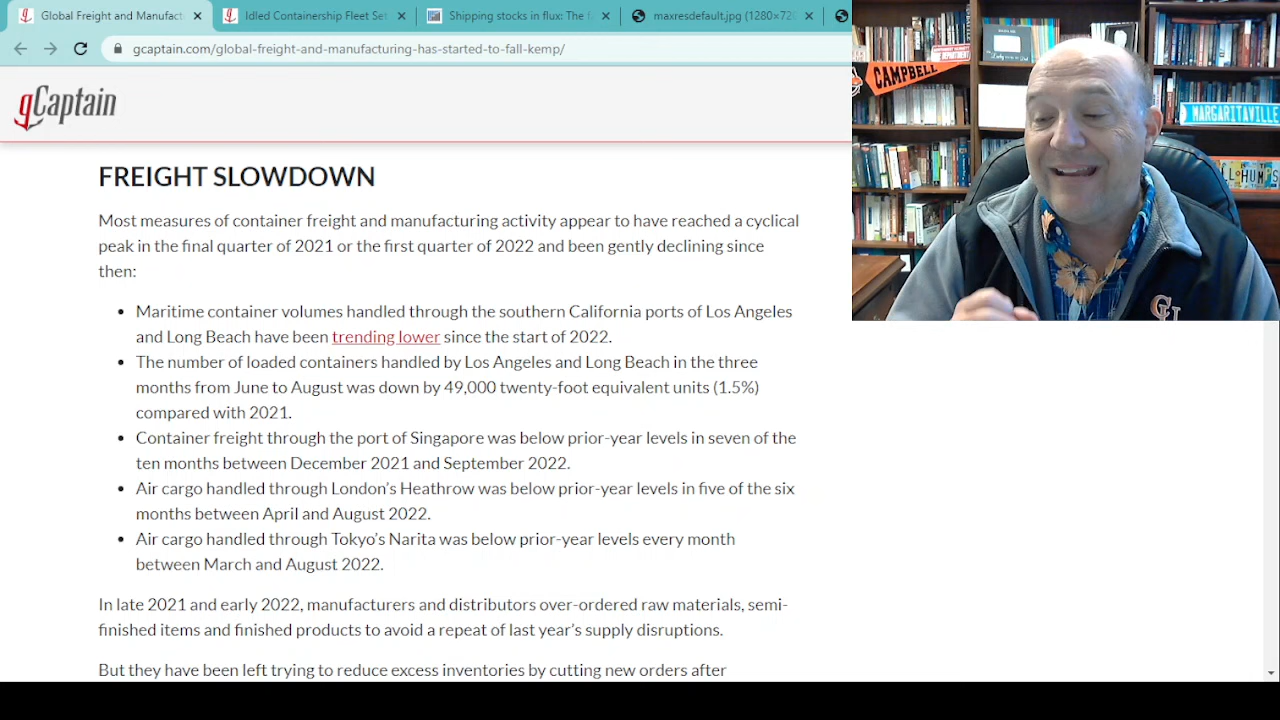 Global Freight and Manufact
Idled Containership Fleet Set
Shipping stocks in flux: The f
maxresdefault.jpg (1280×72
gcaptain.com/global-freight-and-manufacturing-has-started-to-fall-kemp/
gCaptain
FREIGHT SLOWDOWN
Most measures of container freight and manufacturing activity appear to have reached a cyclical
peak in the final quarter of 2021 or the first quarter of 2022 and been gently declining since
then:
• Maritime container volumes handled through the southern California ports of Los Angeles
and Long Beach have been trending lower since the start of 2022.
• The number of loaded containers handled by Los Angeles and Long Beach in the three
months from June to August was down by 49,000 twenty-foot equivalent units (1.5%)
compared with 2021.
• Container freight through the port of Singapore was below prior-year levels in seven of the
ten months between December 2021 and September 2022.
• Air cargo handled through London's Heathrow was below prior-year levels in five of the six
months between April and August 2022.
• Air cargo handled through Tokyo's Narita was below prior-year levels every month
between March and August 2022.
In late 2021 and early 2022, manufacturers and distributors over-ordered raw materials, semi-
finished items and finished products to avoid a repeat of last year's supply disruptions.
But they have been left trying to reduce excess inventories by cutting new orders after
CAMPBELL
DEPARTMENT
MARGARITAVILLE
LOHUMPS
CU